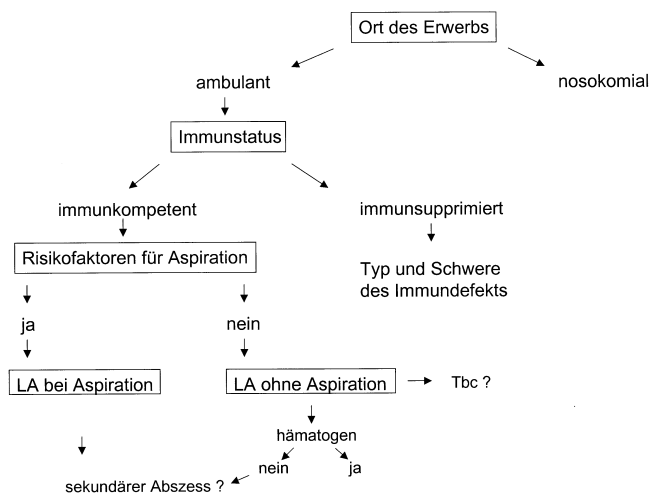 Ort des Erwerbs
ambulant
nosokomial
Immunstatus
immunkompetent
immunsupprimiert
Risikofaktoren für Aspiration
Typ und Schwere
des Immundefekts
ja
nein
LA bei Aspiration
LA ohne Aspiration
Tbc ?
hämatogen
nein
ja
sekundärer Abszess ?